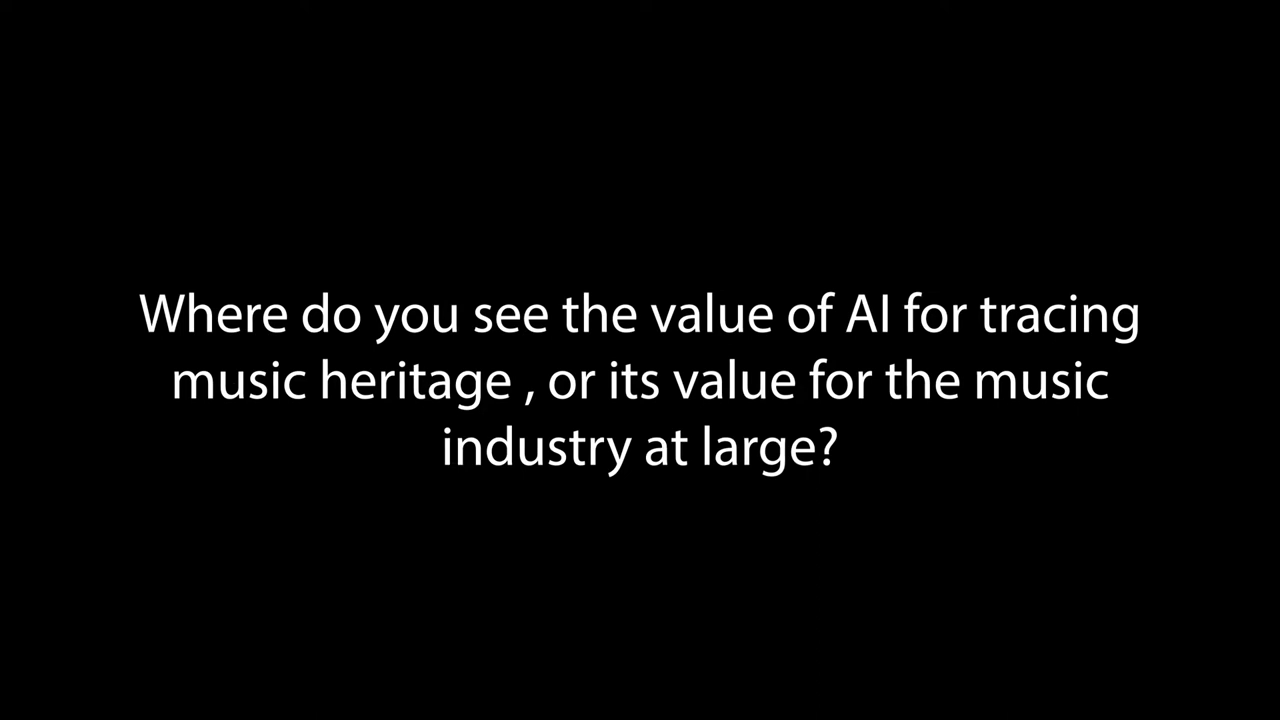 Where do you see the value of AI for tracing
music heritage , or its value for the music
industry at large?